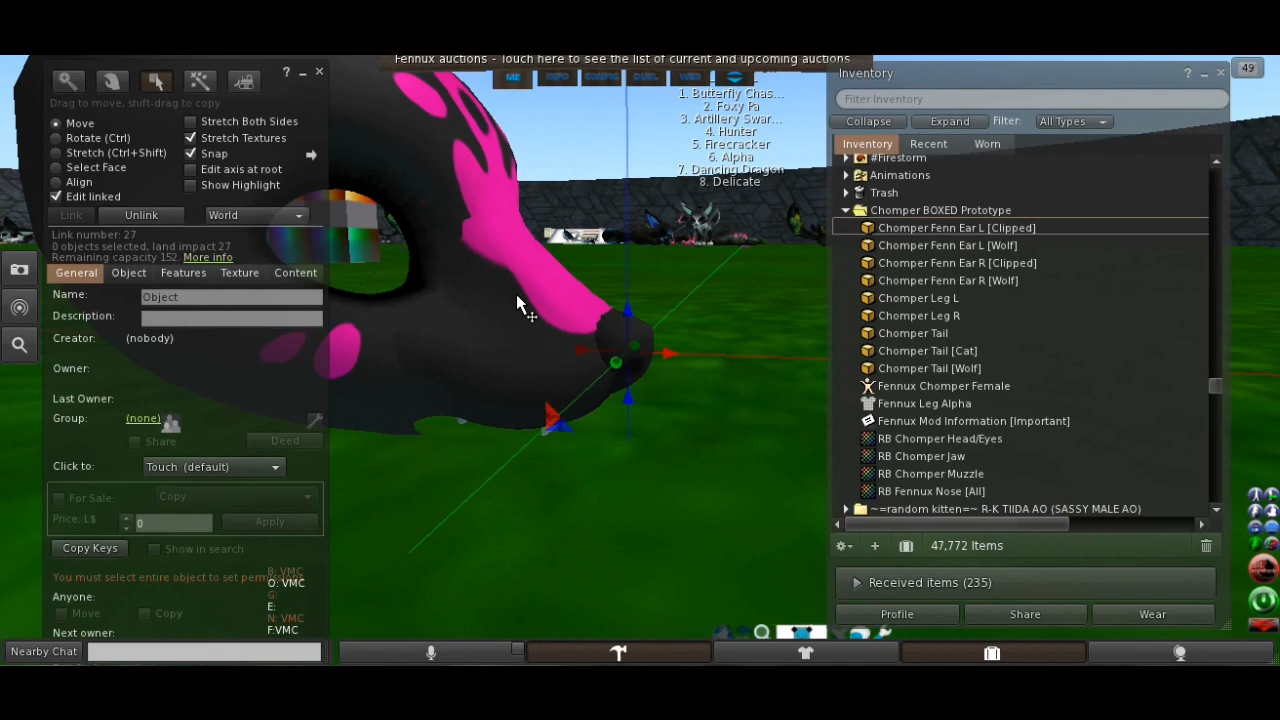 Fennux auctions - Touch here to see the list of current and upcoming auctions
ME INFO CONFIG DUEL WEB
1. Butterfly Chas...
2. Foxy Pa
3. Artillery Swar...
4. Hunter
5. Firecracker
6. Alpha
7. Dancing Dragon
8. Delicate
?
Drag to move, shift-drag to copy
Move
Rotate (Ctrl)
Stretch (Ctrl+Shift)
Select Face
Align
Edit linked
Stretch Both Sides
Stretch Textures
Snap
Edit axis at root
Show Highlight
Link
Unlink
World
Link number: 27
0 objects selected, land impact 27
Remaining capacity 152. More info
General Object Features Texture Content
Name: Object
Description:
Creator: (nobody)
Owner:
Last Owner:
Group: (none)
Share
Deed
Click to: Touch (default)
For Sale: Copy
Price: L$ 0 Apply
Copy Keys
Show in search
You must select entire object to set
B: VMC
O: VMC
G:
E:
N: VMC
F:VMC
Anyone:
Move Copy
Next owner:
Nearby Chat
Inventory
?
49
Filter Inventory
Collapse Expand Filter: All Types
Inventory Recent Worn
#Firestorm
Animations
Trash
Chomper BOXED Prototype
Chomper Fenn Ear L [Clipped]
Chomper Fenn Ear L [Wolf]
Chomper Fenn Ear R [Clipped]
Chomper Fenn Ear R [Wolf]
Chomper Leg L
Chomper Leg R
Chomper Tail
Chomper Tail [Cat]
Chomper Tail [Wolf]
Fennux Chomper Female
Fennux Leg Alpha
Fennux Mod Information [Important]
RB Chomper Head/Eyes
RB Chomper Jaw
RB Chomper Muzzle
RB Fennux Nose [All]
~=random kitten=~ R-K TIIDA AO (SASSY MALE AO)
47,772 Items
Received items (235)
Profile Share Wear